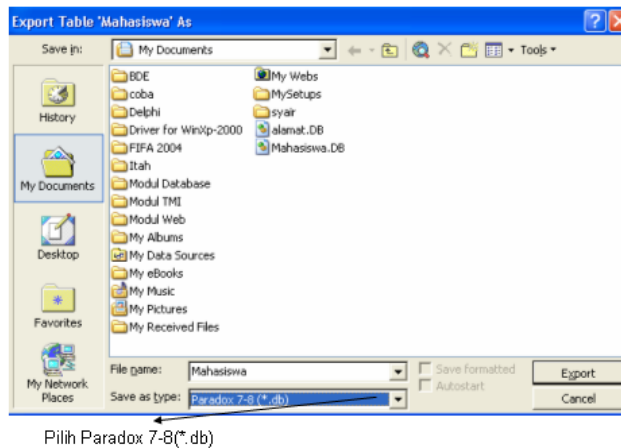 Export Table 'Mahasiswa' As
Save in:
My Documents
Tools
History
My Documents
Desktop
Favorites
My Network
Places
BDE
coba
Delphi
Driver for WinXp-2000
FIFA 2004
Itah
Modul Database
Modul TMI
Modul Web
My Albums
My Data Sources
My eBooks
My Music
My Pictures
My Received Files
My Webs
MySetups
syair
alamat.DB
Mahasiswa.DB
File name:
Mahasiswa
Save as type:
Paradox 7-8 (*.db)
Save formatted
Autostart
Export
Cancel
Pilih Paradox 7-8(*.db)